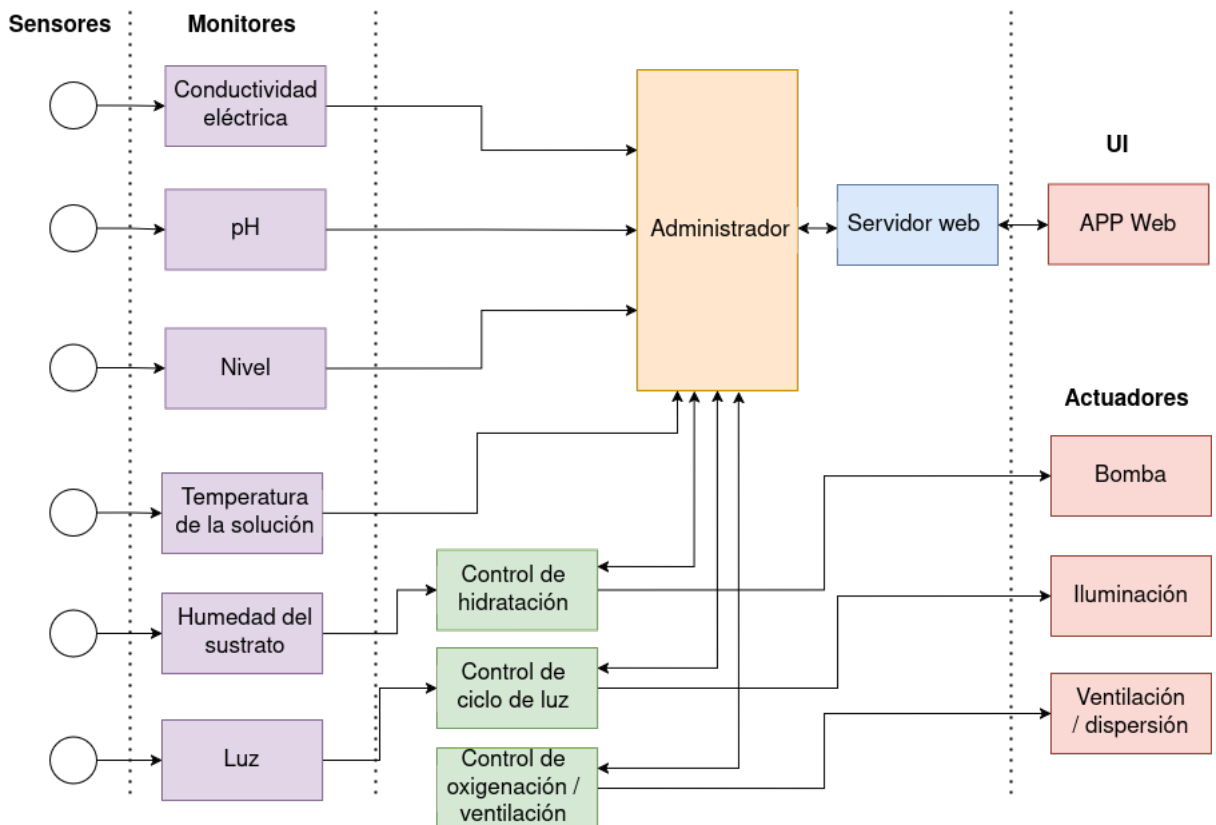 Sensores
Monitores
Conductividad
eléctrica
pH
Nivel
Temperatura
de la solución
Humedad del
sustrato
Luz
Control de
hidratación
Control de
ciclo de luz
Control de
oxigenación /
ventilación
Administrador
Servidor web
UI
APP Web
Actuadores
Bomba
Iluminación
Ventilación
/ dispersión